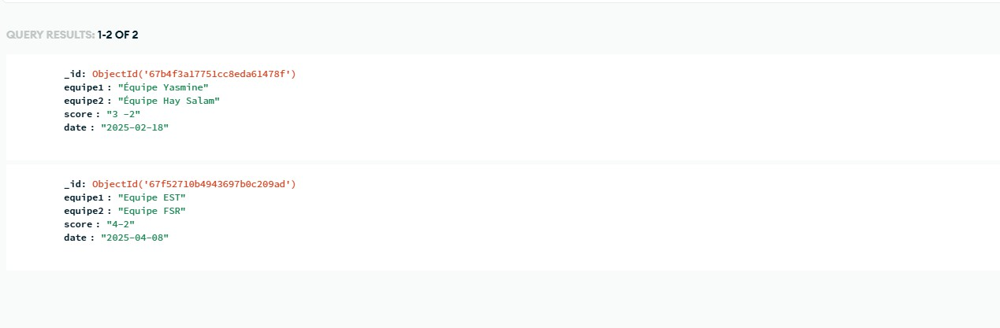 QUERY RESULTS: 1-2 OF 2
_id: ObjectId('67b4f3a17751cc8eda61478f')
equipe1 : "Équipe Yasmine"
equipe2 : "Équipe Hay Salam"
score : "3 -2"
date : "2025-02-18"
_id: ObjectId('67f52710b4943697b0c209ad')
equipe1 : "Equipe EST"
equipe2 : "Equipe FSR"
score : "4-2"
date : "2025-04-08"